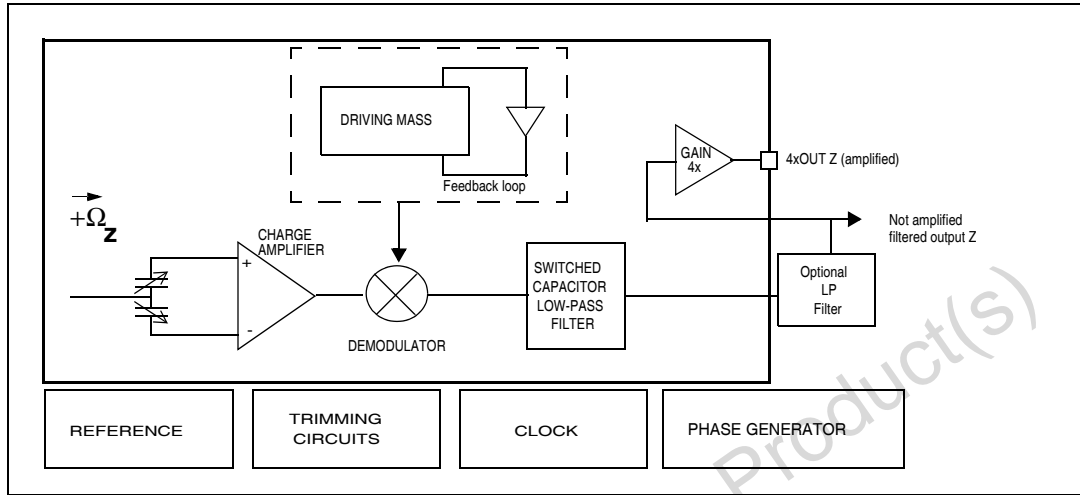 DRIVING MASS
Feedback loop
GAIN
4x
4xOUT Z (amplified)
+Ω
z
CHARGE
AMPLIFIER
+
-
DEMODULATOR
SWITCHED
CAPACITOR
LOW-PASS
FILTER
Not amplified
filtered output Z
Optional
LP
Filter
REFERENCE
TRIMMING
CIRCUITS
CLOCK
PHASE GENERATOR
Product(s)